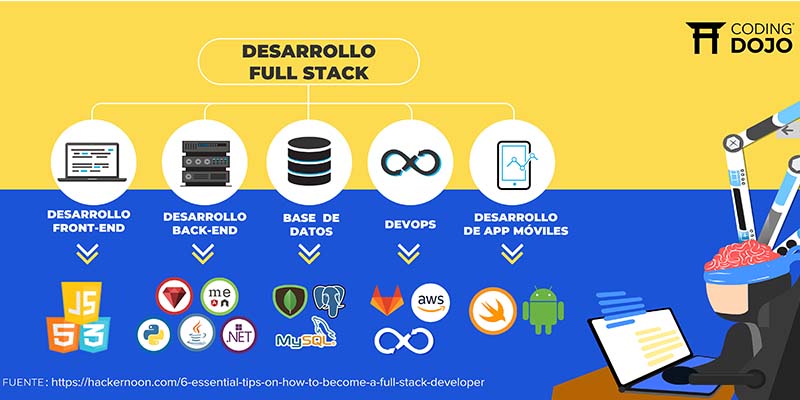 CODING
DOJO
DESARROLLO
FULL STACK
DESARROLLO
FRONT-END
DESARROLLO
BACK-END
BASE DE
DATOS
DEVOPS
DESARROLLO
DE APP MÓVILES
JS
5
3
me
n
.NET
MySQL
aws
FUENTE: https://hackernoon.com/6-essential-tips-on-how-to-become-a-full-stack-developer